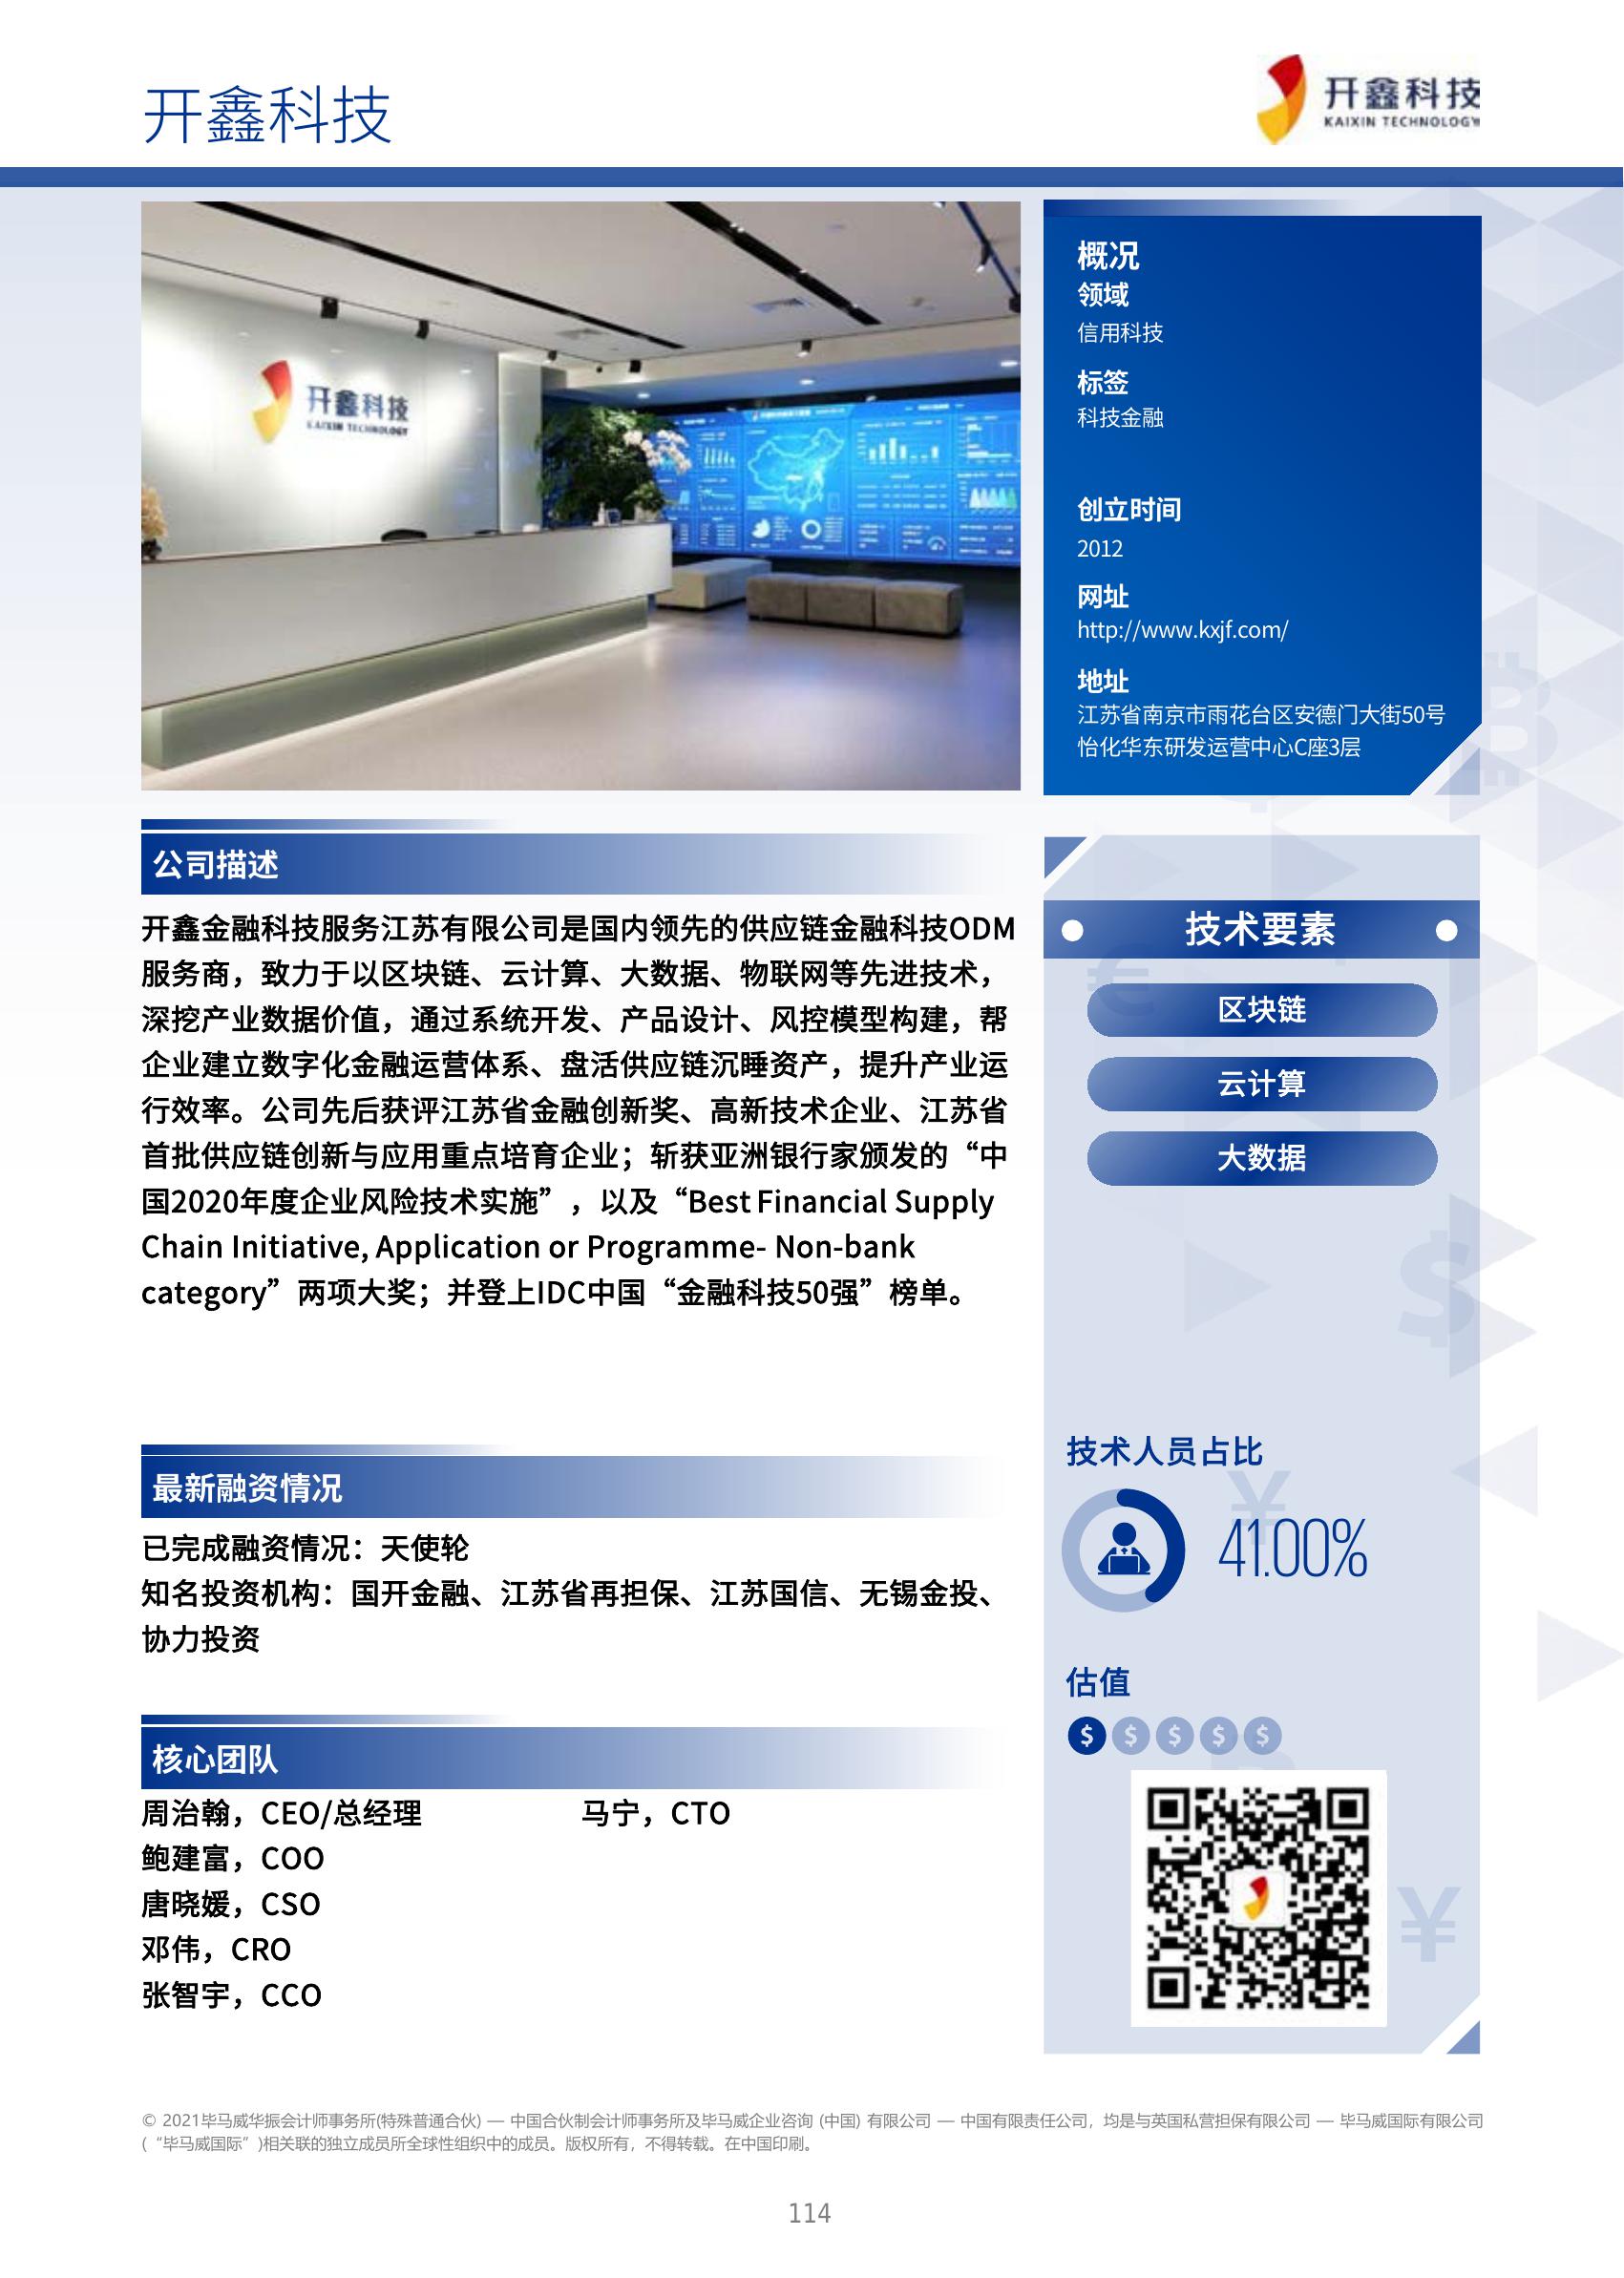 开鑫科技
开鑫科技
KAIXIN TECHNOLOGY
开鑫科技
KAIXIN TECHNOLOGY
概况
领域
信用科技
标签
科技金融
创立时间
2012
网址
http://www.kxjf.com/
地址
江苏省南京市雨花台区安德门大街50号
怡化华东研发运营中心C座3层
公司描述
开鑫金融科技服务江苏有限公司是国内领先的供应链金融科技ODM
服务商，致力于以区块链、云计算、大数据、物联网等先进技术，
深挖产业数据价值，通过系统开发、产品设计、风控模型构建，帮
企业建立数字化金融运营体系、盘活供应链沉睡资产，提升产业运
行效率。公司先后获评江苏省金融创新奖、高新技术企业、江苏省
首批供应链创新与应用重点培育企业；斩获亚洲银行家颁发的“中
国2020年度企业风险技术实施”，以及“Best Financial Supply
Chain Initiative, Application or Programme- Non-bank
category”两项大奖；并登上IDC中国“金融科技50强”榜单。
最新融资情况
已完成融资情况：天使轮
知名投资机构：国开金融、江苏省再担保、江苏国信、无锡金投、
协力投资
核心团队
周治翰，CEO/总经理
马宁，CTO
鲍建富，COO
唐晓媛，CSO
邓伟，CRO
张智宇，CCO
技术要素
区块链
云计算
大数据
技术人员占比
41.00%
估值
$ $ $ $ $
© 2021毕马威华振会计师事务所(特殊普通合伙) — 中国合伙制会计师事务所及毕马威企业咨询 (中国) 有限公司 — 中国有限责任公司，均是与英国私营担保有限公司 — 毕马威国际有限公司
(“毕马威国际”)相关联的独立成员所全球性组织中的成员。版权所有，不得转载。在中国印刷。
114